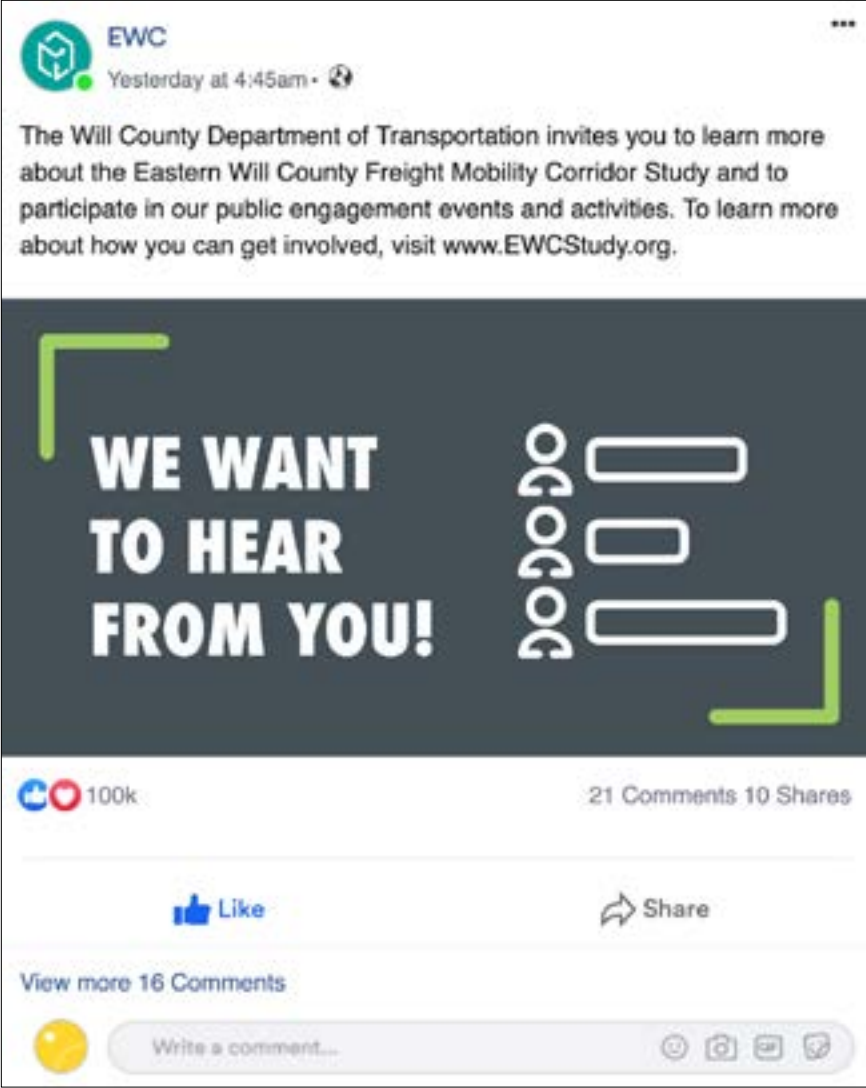 EWC
Yesterday at 4:45am ·
The Will County Department of Transportation invites you to learn more
about the Eastern Will County Freight Mobility Corridor Study and to
participate in our public engagement events and activities. To learn more
about how you can get involved, visit www.EWCStudy.org.
WE WANT
TO HEAR
FROM YOU!
100k
21 Comments 10 Shares
Like
Share
View more 16 Comments
Write a comment...
GIF